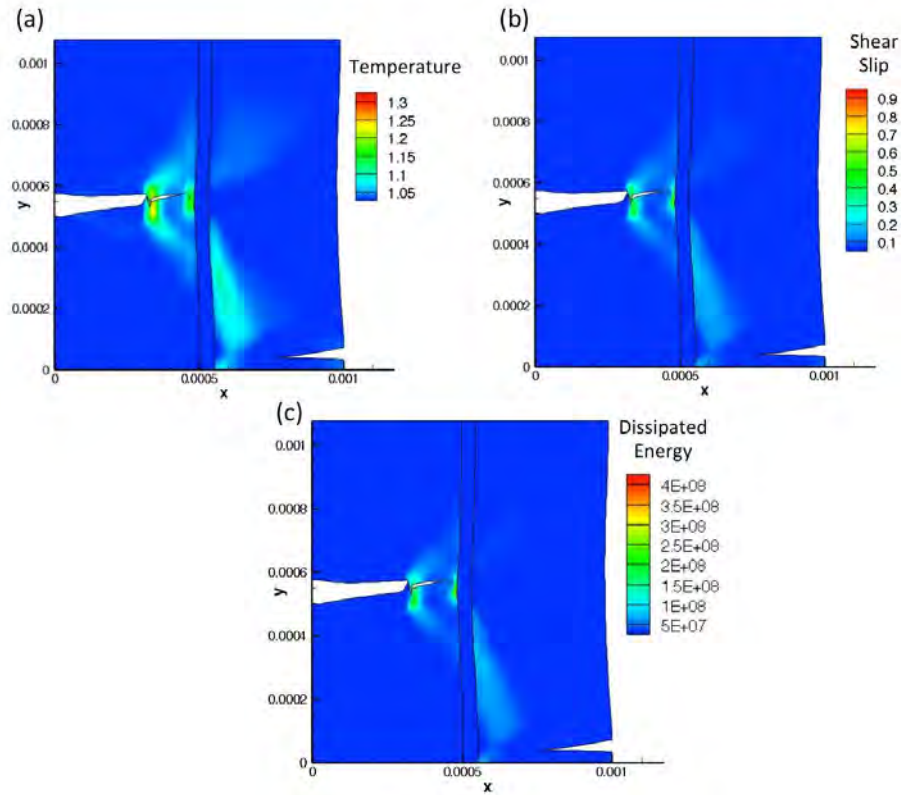 (a)
Temperature
1.3
1.25
1.2
1.15
1.1
1.05
0.001
0.0008
0.0006
y
0.0004
0.0002
0
0
0.0005
0.001
x
(b)
Shear
Slip
0.9
0.8
0.7
0.6
0.5
0.4
0.3
0.2
0.1
0.001
0.0008
0.0006
y
0.0004
0.0002
0
0
0.0005
0.001
x
(c)
Dissipated
Energy
4E+08
3.5E+08
3E+08
2.5E+08
2E+08
1.5E+08
1E+08
5E+07
0.001
0.0008
0.0006
y
0.0004
0.0002
0
0
0.0005
0.001
x